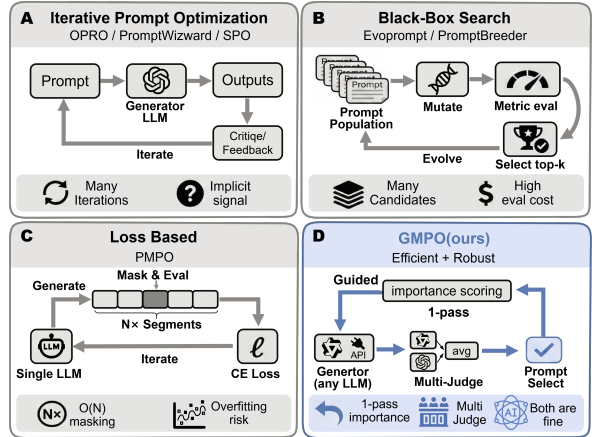 A Iterative Prompt Optimization
OPRO / PromptWizward / SPO
Prompt
Generator
LLM
Outputs
Critiqe/
Feedback
Iterate
Many
Iterations
?
Implicit
signal
B Black-Box Search
Evoprompt / PromptBreeder
Prompt
Prompt
Population
Mutate
Metric eval
Select top-k
Evolve
Many
Candidates
$
High
eval cost
C Loss Based
PMPO
Mask & Eval
Generate
N× Segments
LLM
Single LLM
Iterate
ℓ
CE Loss
N×
O(N)
masking
Overfitting
risk
D GMPO(ours)
Efficient + Robust
Guided
importance scoring
1-pass
API
Genertor
(any LLM)
avg
Multi-Judge
Prompt
Select
1-pass
importance
Multi
Judge
AI
Both are
fine